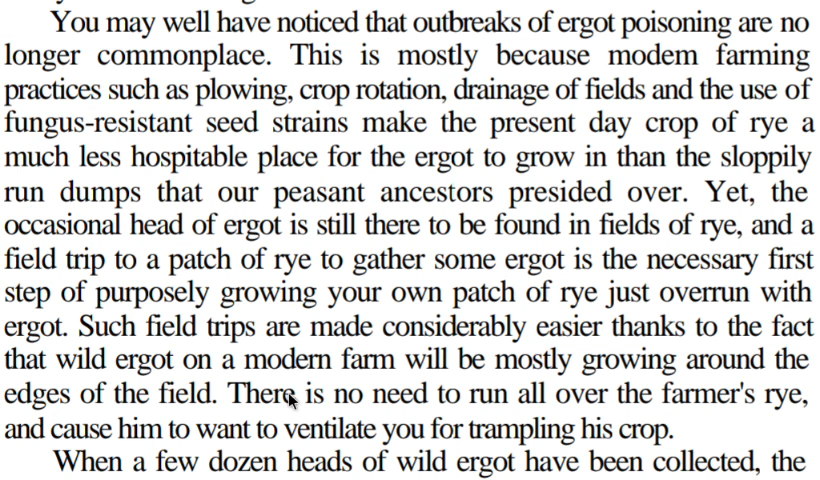 You may well have noticed that outbreaks of ergot poisoning are no
longer commonplace. This is mostly because modem farming
practices such as plowing, crop rotation, drainage of fields and the use of
fungus-resistant seed strains make the present day crop of rye a
much less hospitable place for the ergot to grow in than the sloppily
run dumps that our peasant ancestors presided over. Yet, the
occasional head of ergot is still there to be found in fields of rye, and a
field trip to a patch of rye to gather some ergot is the necessary first
step of purposely growing your own patch of rye just overrun with
ergot. Such field trips are made considerably easier thanks to the fact
that wild ergot on a modern farm will be mostly growing around the
edges of the field. There is no need to run all over the farmer's rye,
and cause him to want to ventilate you for trampling his crop.
When a few dozen heads of wild ergot have been collected, the